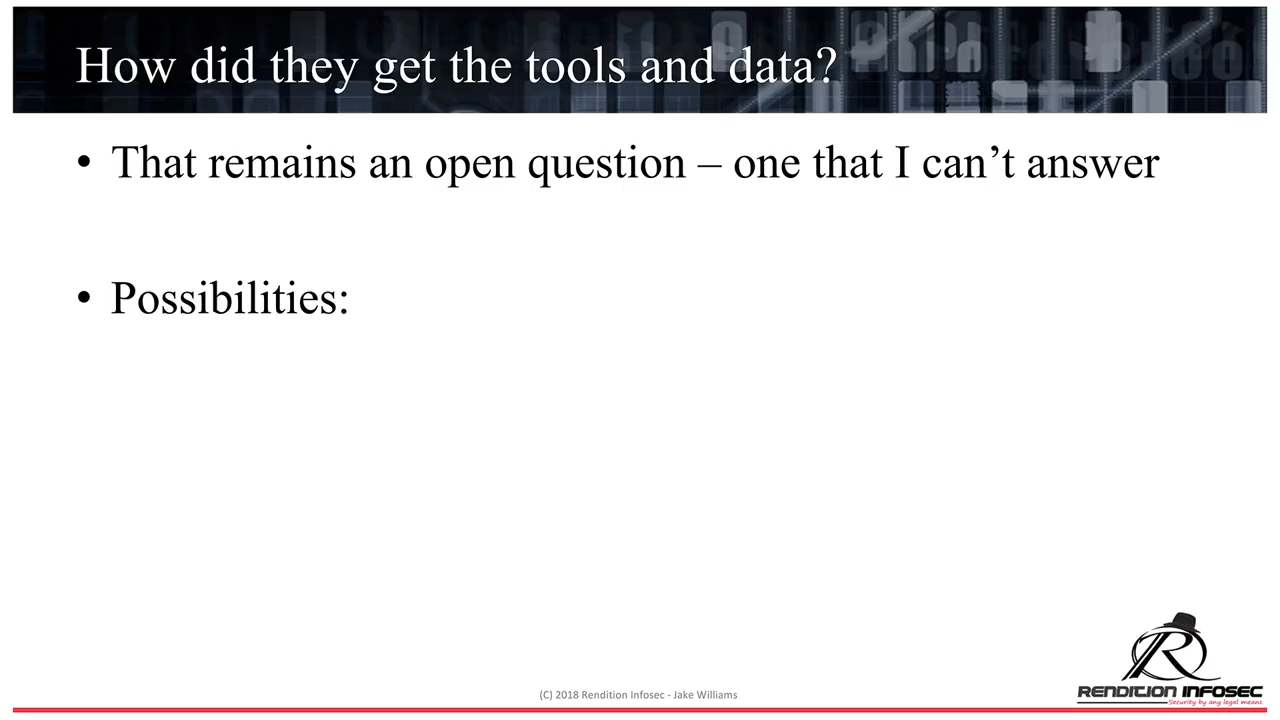 How did they get the tools and data?
• That remains an open question – one that I can’t answer
• Possibilities:
(C) 2018 Rendition Infosec - Jake Williams
R
RENDITION INFOSEC
Security by any legal means